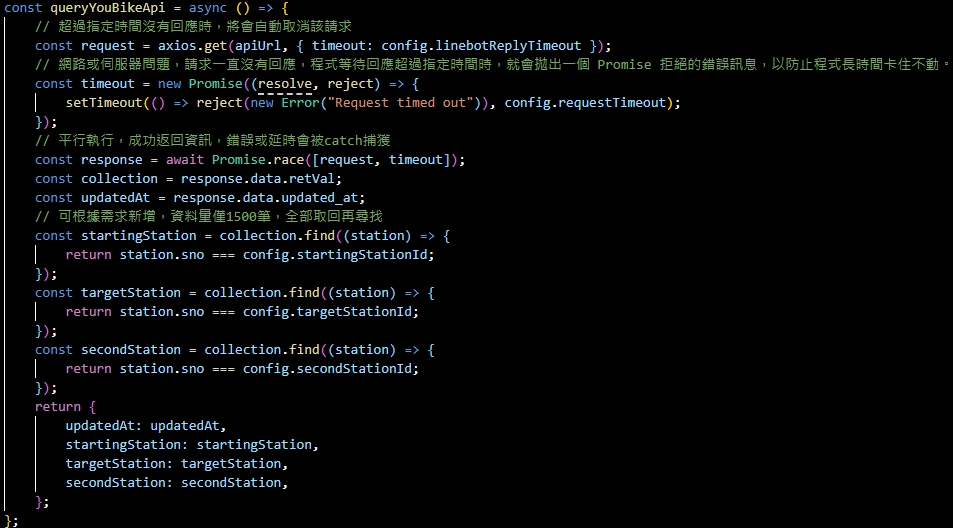 const queryYouBikeApi = async () => {
    // 超過指定時間沒有回應時，將會自動取消該請求
    const request = axios.get(apiUrl, { timeout: config.linebotReplyTimeout });
    // 網路或伺服器問題，請求一直沒有回應，程式等待回應超過指定時間時，就會拋出一個 Promise 拒絕的錯誤訊息，以防止程式長時間卡住不動。
    const timeout = new Promise((resolve, reject) => {
        setTimeout(() => reject(new Error("Request timed out")), config.requestTimeout);
    });
    // 平行執行，成功返回資訊，錯誤或延時會被catch捕獲
    const response = await Promise.race([request, timeout]);
    const collection = response.data.retVal;
    const updatedAt = response.data.updated_at;
    // 可根據需求新增，資料量僅1500筆，全部取回再尋找
    const startingStation = collection.find((station) => {
        return station.sno === config.startingStationId;
    });
    const targetStation = collection.find((station) => {
        return station.sno === config.targetStationId;
    });
    const secondStation = collection.find((station) => {
        return station.sno === config.secondStationId;
    });
    return {
        updatedAt: updatedAt,
        startingStation: startingStation,
        targetStation: targetStation,
        secondStation: secondStation,
    };
};